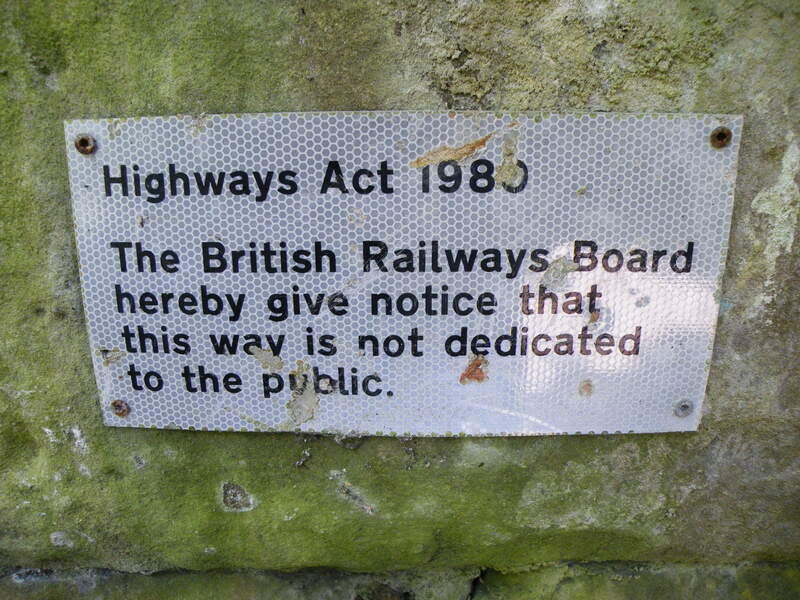 Highways Act 1980
The British Railways Board
hereby give notice that
this way is not dedicated
to the public.